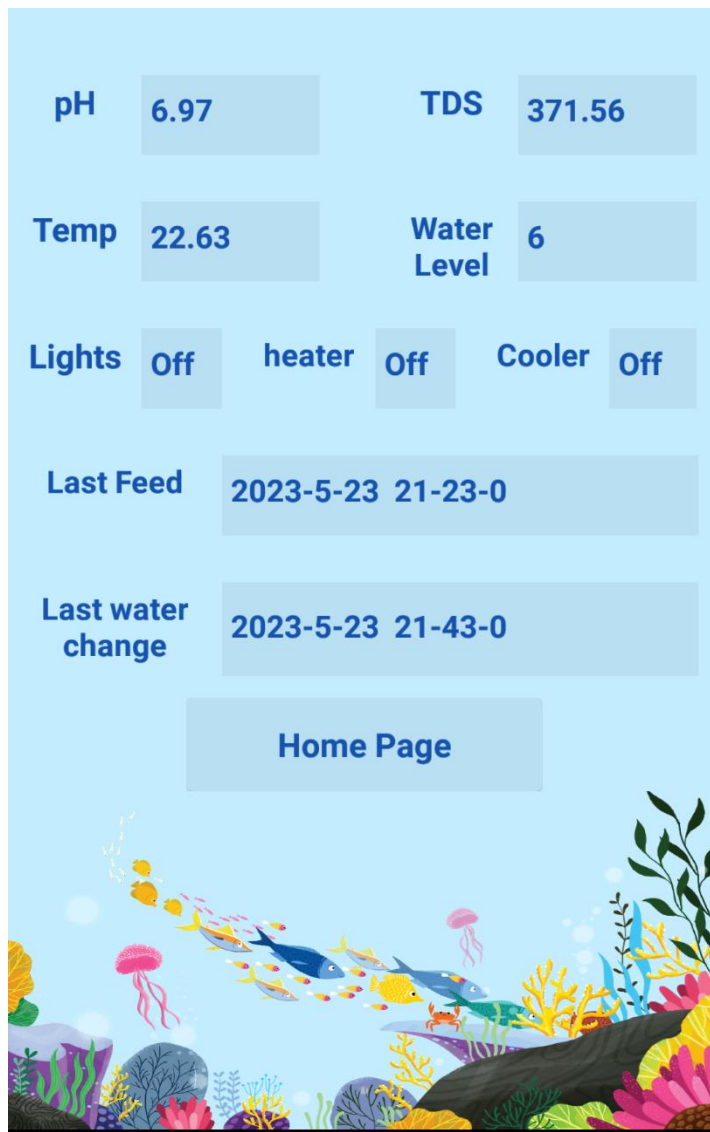 pH 6.97 TDS 371.56
Temp 22.63 Water Level 6
Lights Off heater Off Cooler Off
Last Feed 2023-5-23 21-23-0
Last water change 2023-5-23 21-43-0
Home Page